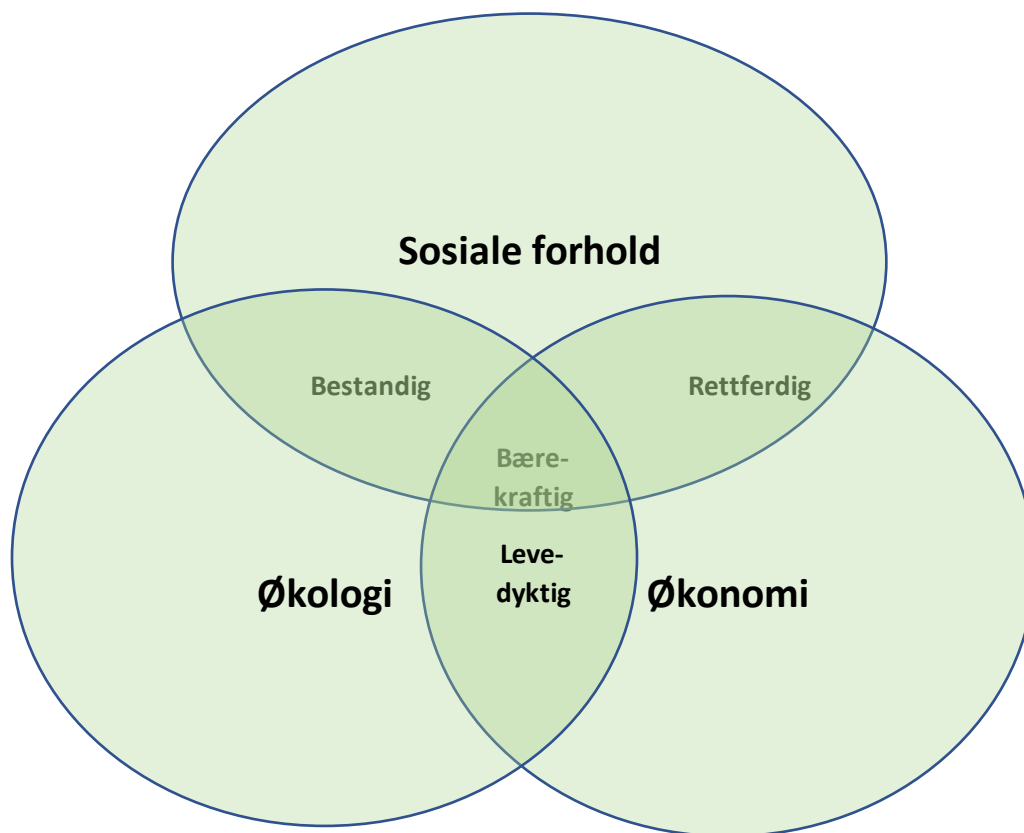 Sosiale forhold
Bestandig
Rettferdig
Bære-
kraftig
Leve-
dyktig
Økologi
Økonomi